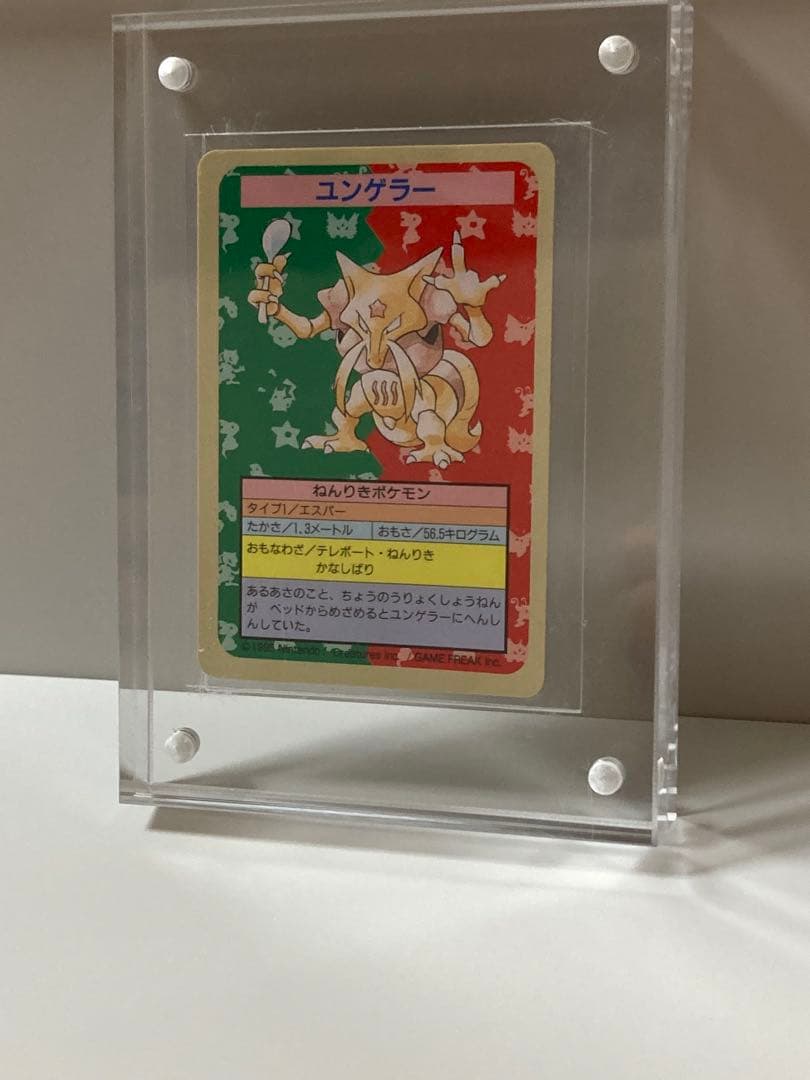 ユンゲラー
ねんりきポケモン
タイプ1/エスパー
たかさ/1.3メートル おもさ/56.5キログラム
おもなわざ/テレポート・ねんりき
かなしばり
あるあさのこと、ちょうのうりょくしょうねん
が ベッドからめざめるとユンゲラーにへんし
んしていた。
©1995 Nintendo/Creatures inc. /GAME FREAK inc.